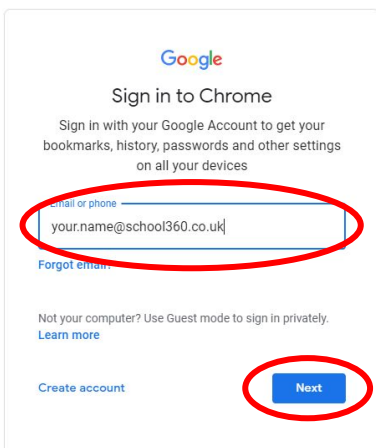 Google
Sign in to Chrome
Sign in with your Google Account to get your
bookmarks, history, passwords and other settings
on all your devices
Email or phone
your.name@school360.co.uk
Forgot email?
Not your computer? Use Guest mode to sign in privately.
Learn more
Create account Next